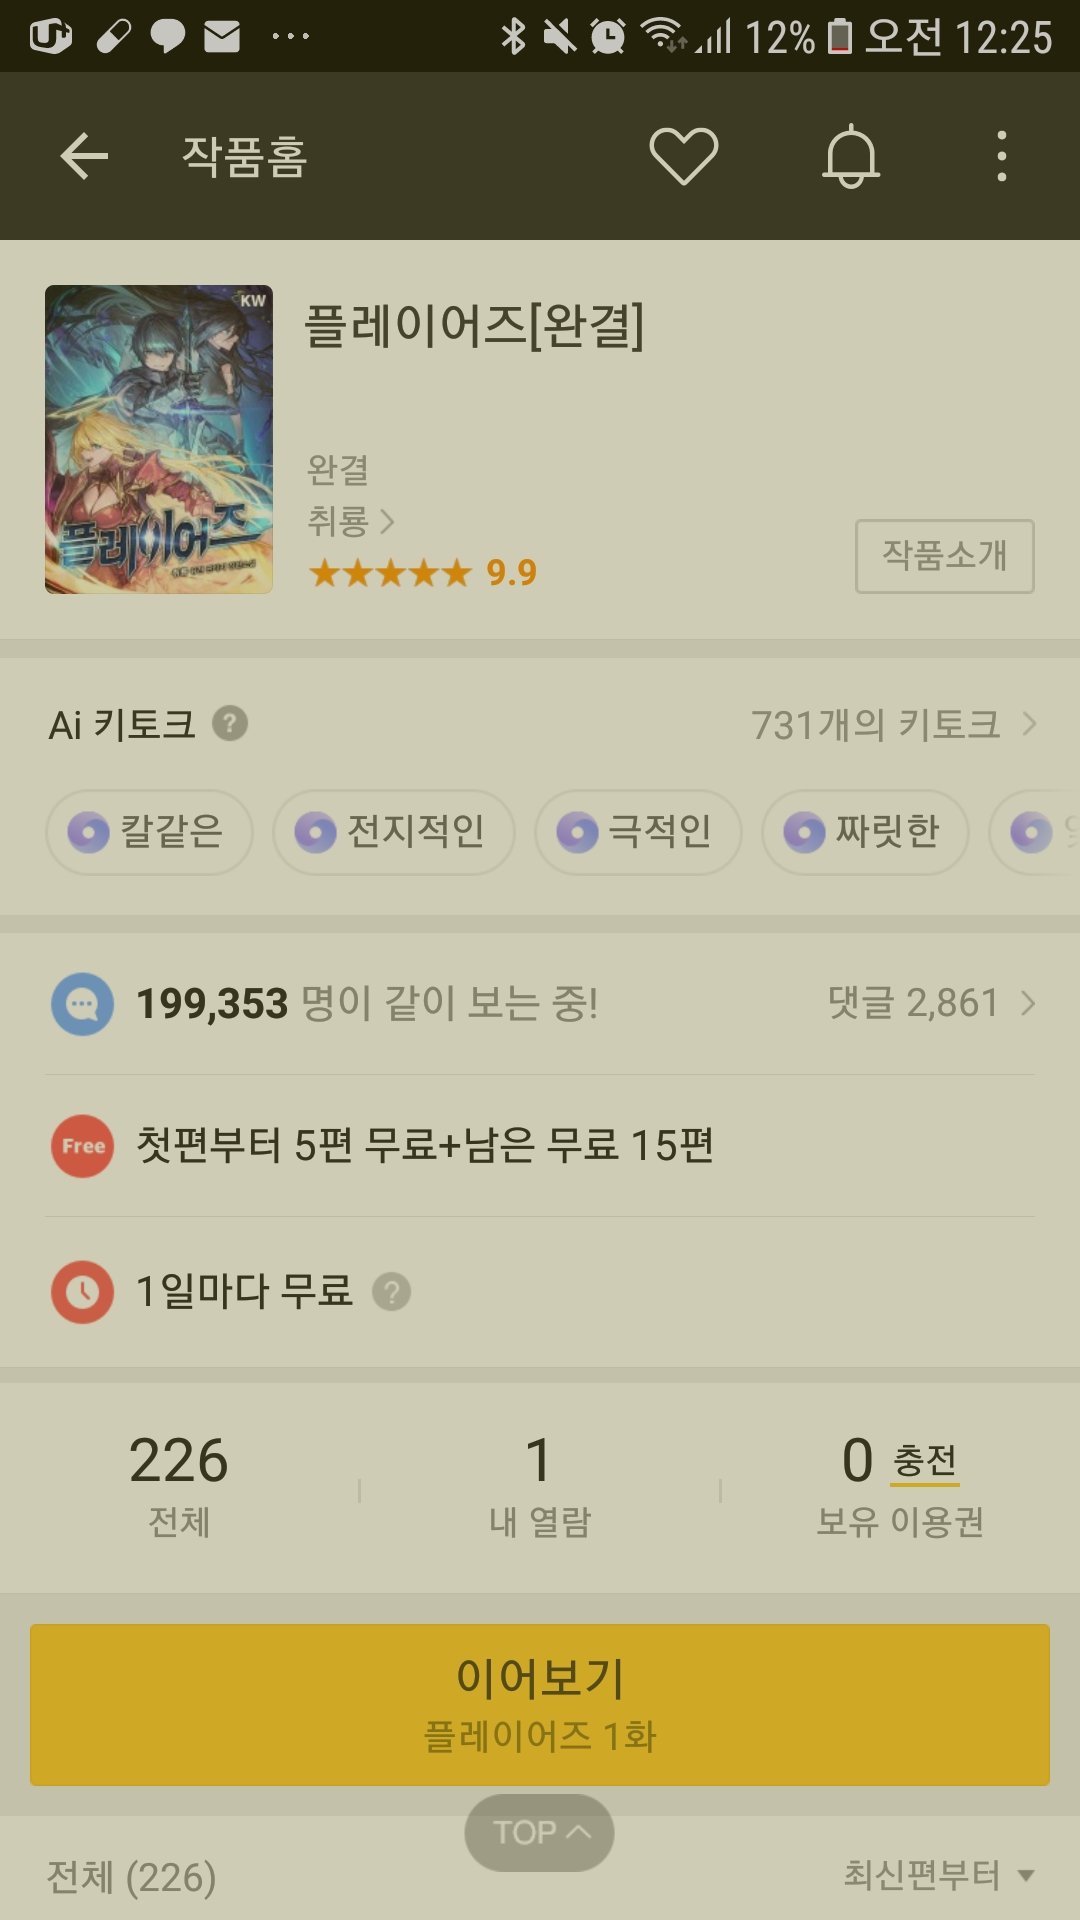 12% 오전 12:25
작품홈
KW
플레이어즈
플레이어즈[완결]
완결
취룡
9.9
작품소개
Ai 키토크 ?
731개의 키토크
칼같은
전지적인
극적인
짜릿한
199,353 명이 같이 보는 중!
댓글 2,861
Free 첫편부터 5편 무료+남은 무료 15편
1일마다 무료 ?
226
전체
1
내 열람
0 충전
보유 이용권
이어보기
플레이어즈 1화
TOP
전체 (226)
최신편부터